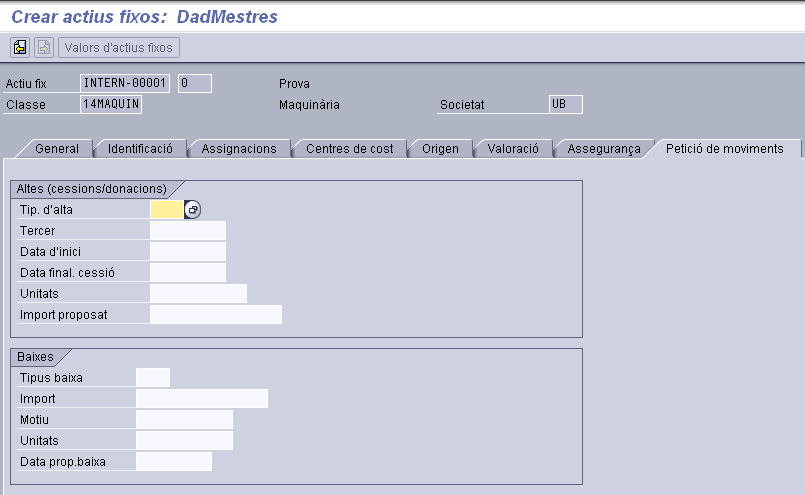 Crear actius fixos: DadMestres
Valors d'actius fixos
Actiu fix INTERN-00001 0 Prova
Classe 14MAQUIN Maquinària Societat UB
General Identificació Assignacions Centres de cost Origen Valoració Assegurança Petició de moviments
Altes (cessions/donacions)
Tip. d'alta
Tercer
Data d'inici
Data final. cessió
Unitats
Import proposat
Baixes
Tipus baixa
Import
Motiu
Unitats
Data prop.baixa